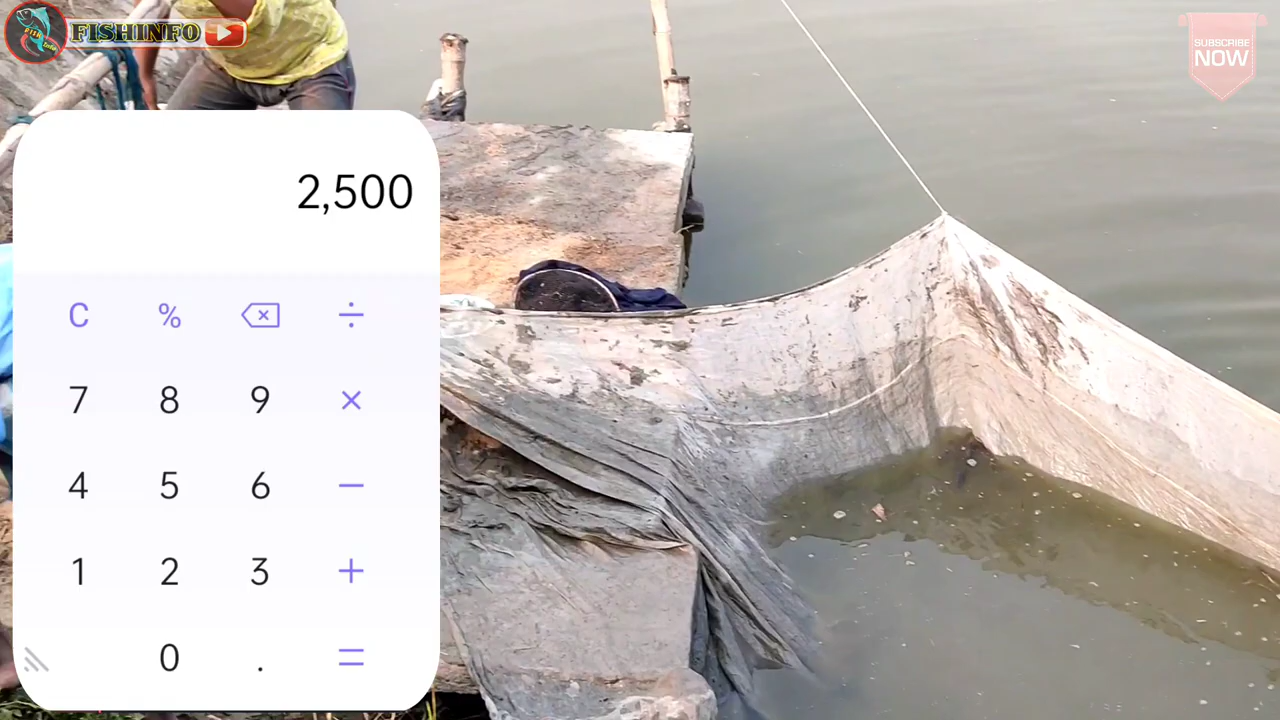 FISHINFO
SUBSCRIBE
NOW
2,500
C % ÷
7 8 9 ×
4 5 6 −
1 2 3 +
0 . =